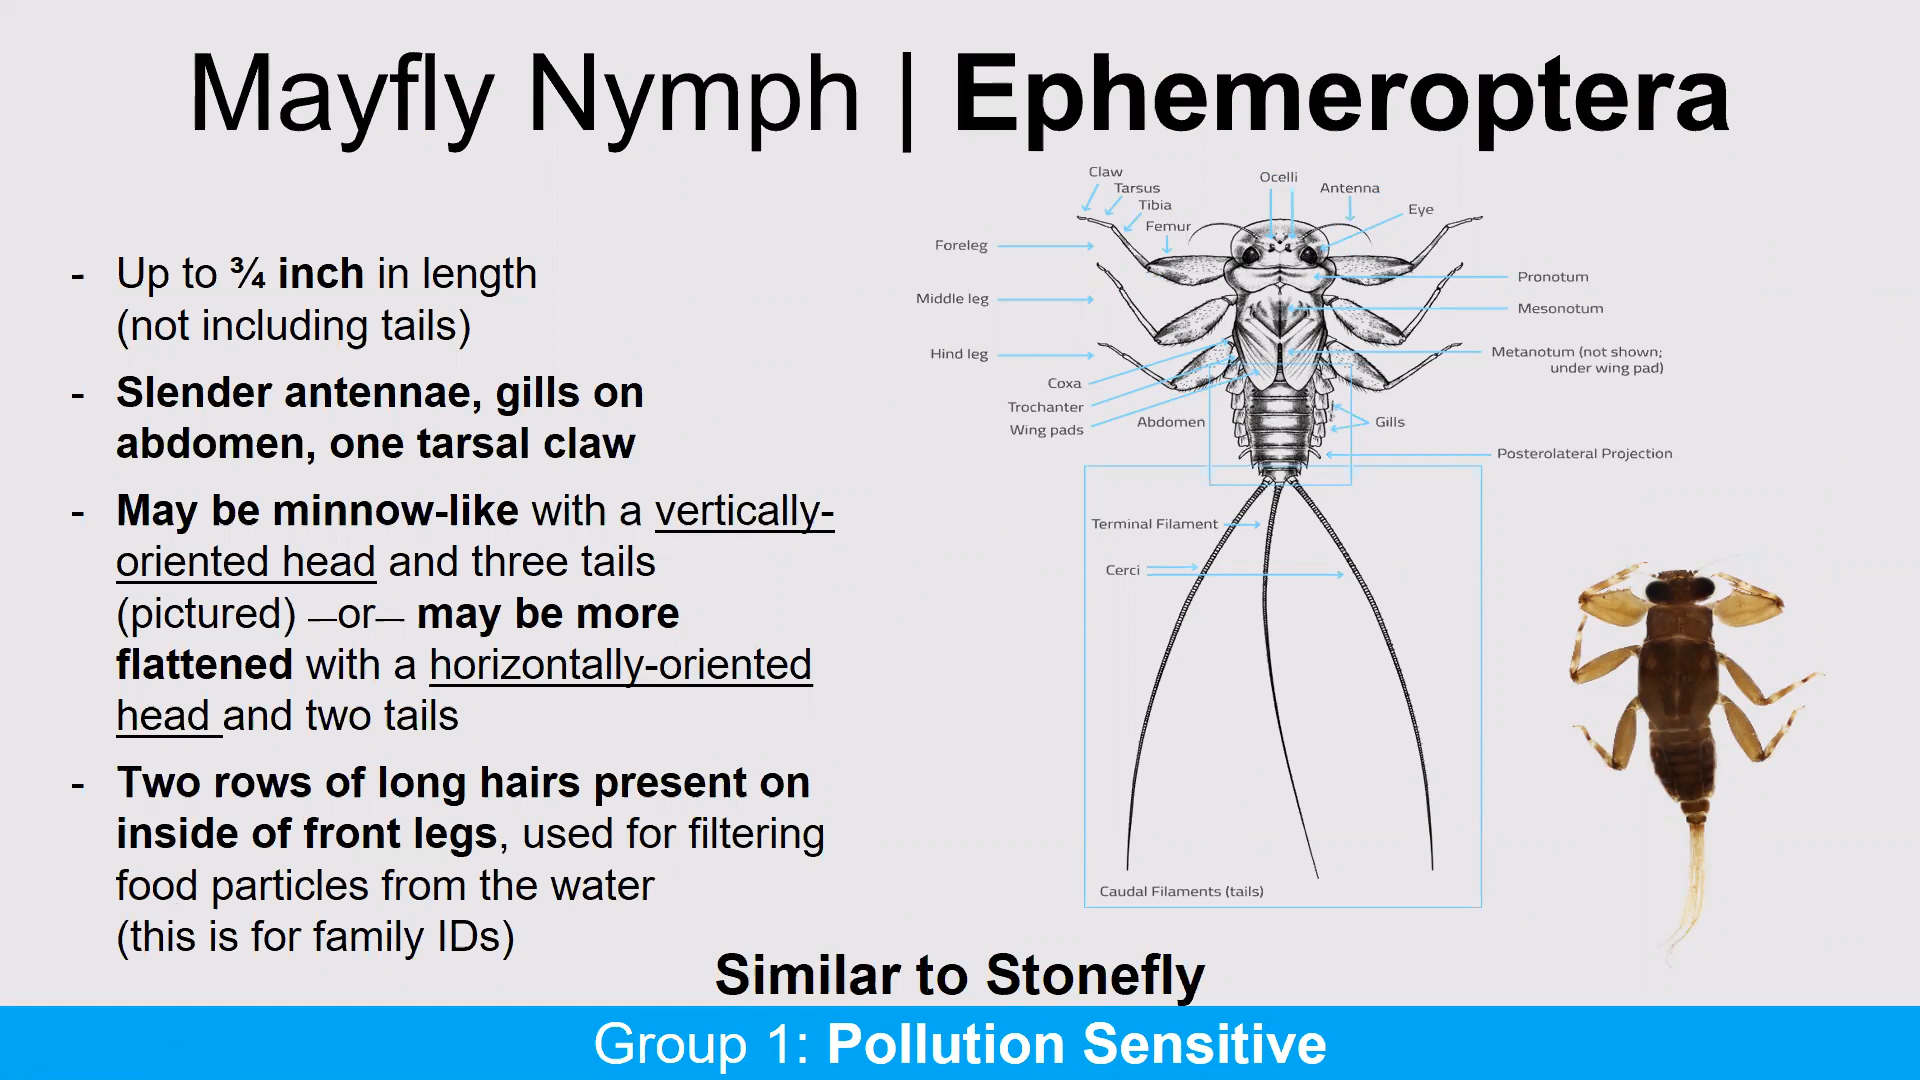 Mayfly Nymph | Ephemeroptera
- Up to ¾ inch in length
(not including tails)
- Slender antennae, gills on
abdomen, one tarsal claw
- May be minnow-like with a vertically-
oriented head and three tails
(pictured) —or— may be more
flattened with a horizontally-oriented
head and two tails
- Two rows of long hairs present on
inside of front legs, used for filtering
food particles from the water
(this is for family IDs)
Claw
Tarsus
Tibia
Femur
Ocelli
Antenna
Eye
Foreleg
Middle leg
Hind leg
Coxa
Trochanter
Wing pads
Abdomen
Pronotum
Mesonotum
Metanotum (not shown;
under wing pad)
Gills
Posterolateral Projection
Terminal Filament
Cerci
Caudal Filaments (tails)
Similar to Stonefly
Group 1: Pollution Sensitive